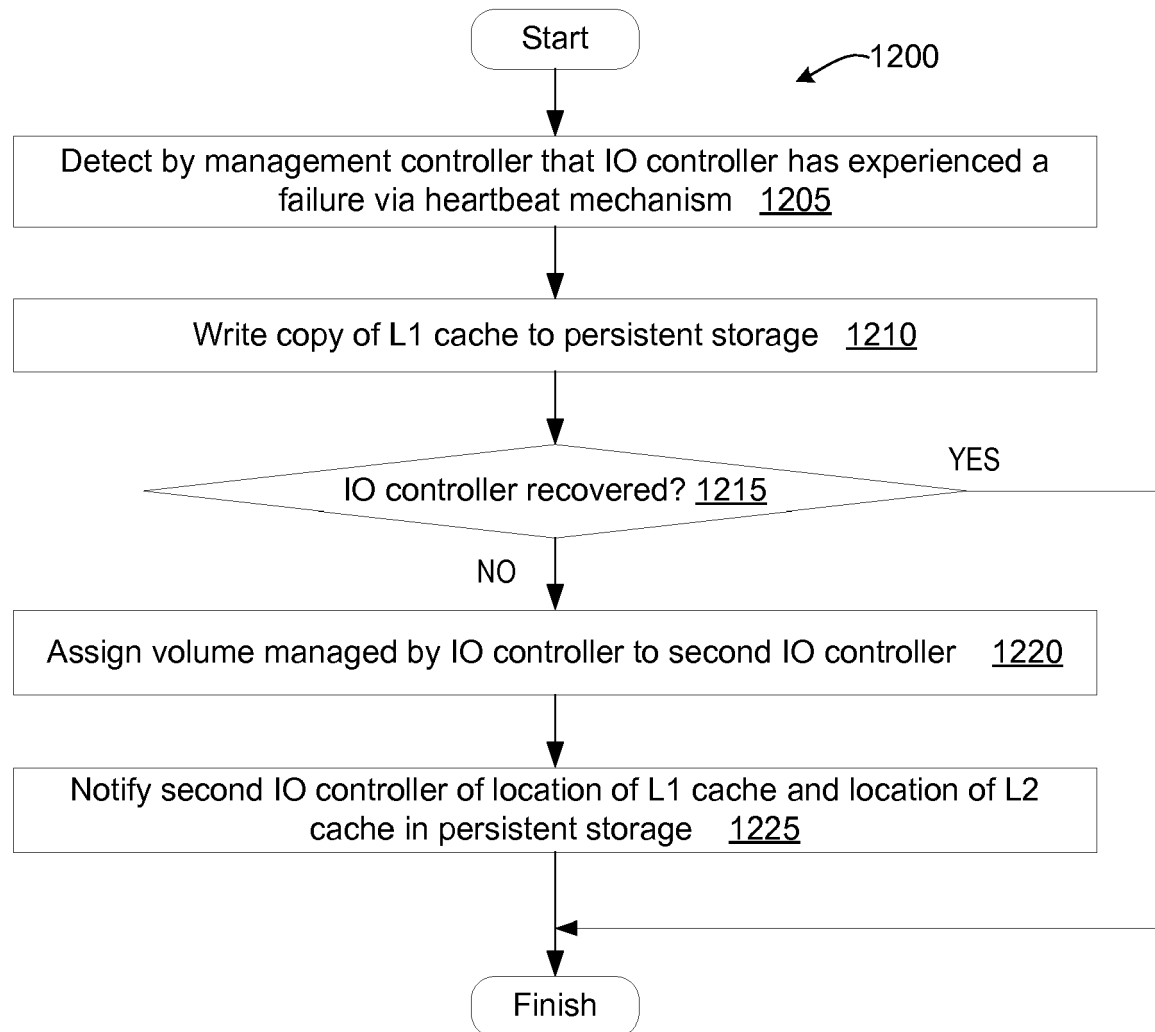 Start
1200
Detect by management controller that IO controller has experienced a
failure via heartbeat mechanism 1205
Write copy of L1 cache to persistent storage 1210
IO controller recovered? 1215
YES
NO
Assign volume managed by IO controller to second IO controller 1220
Notify second IO controller of location of L1 cache and location of L2
cache in persistent storage 1225
Finish